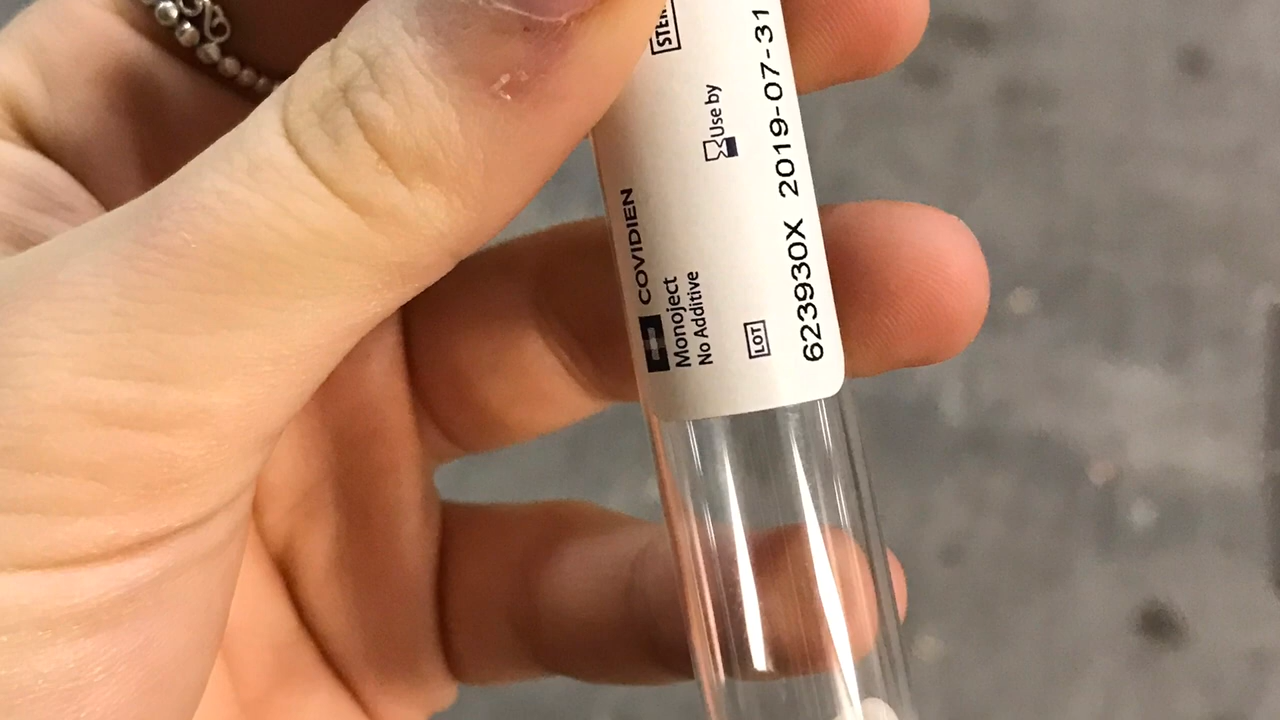 COVIDIEN
Monoject
No Additive
Use by
LOT
623930X 2019-07-31